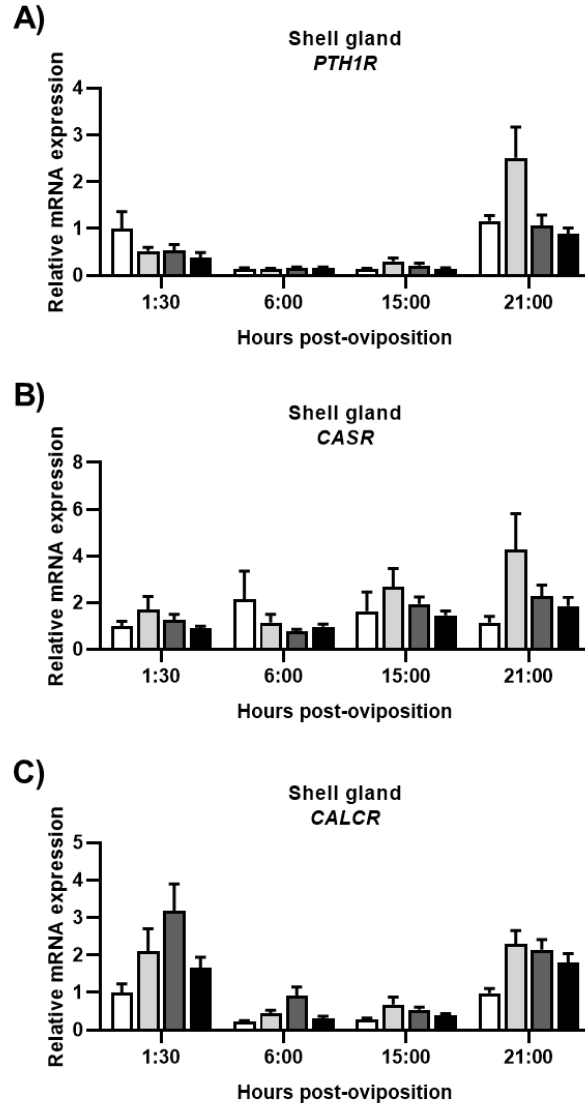 A)
Shell gland
PTH1R
Relative mRNA expression
4
3
2
1
0
1:30 6:00 15:00 21:00
Hours post-oviposition
B)
Shell gland
CASR
Relative mRNA expression
8
6
4
2
0
1:30 6:00 15:00 21:00
Hours post-oviposition
C)
Shell gland
CALCR
Relative mRNA expression
5
4
3
2
1
0
1:30 6:00 15:00 21:00
Hours post-oviposition